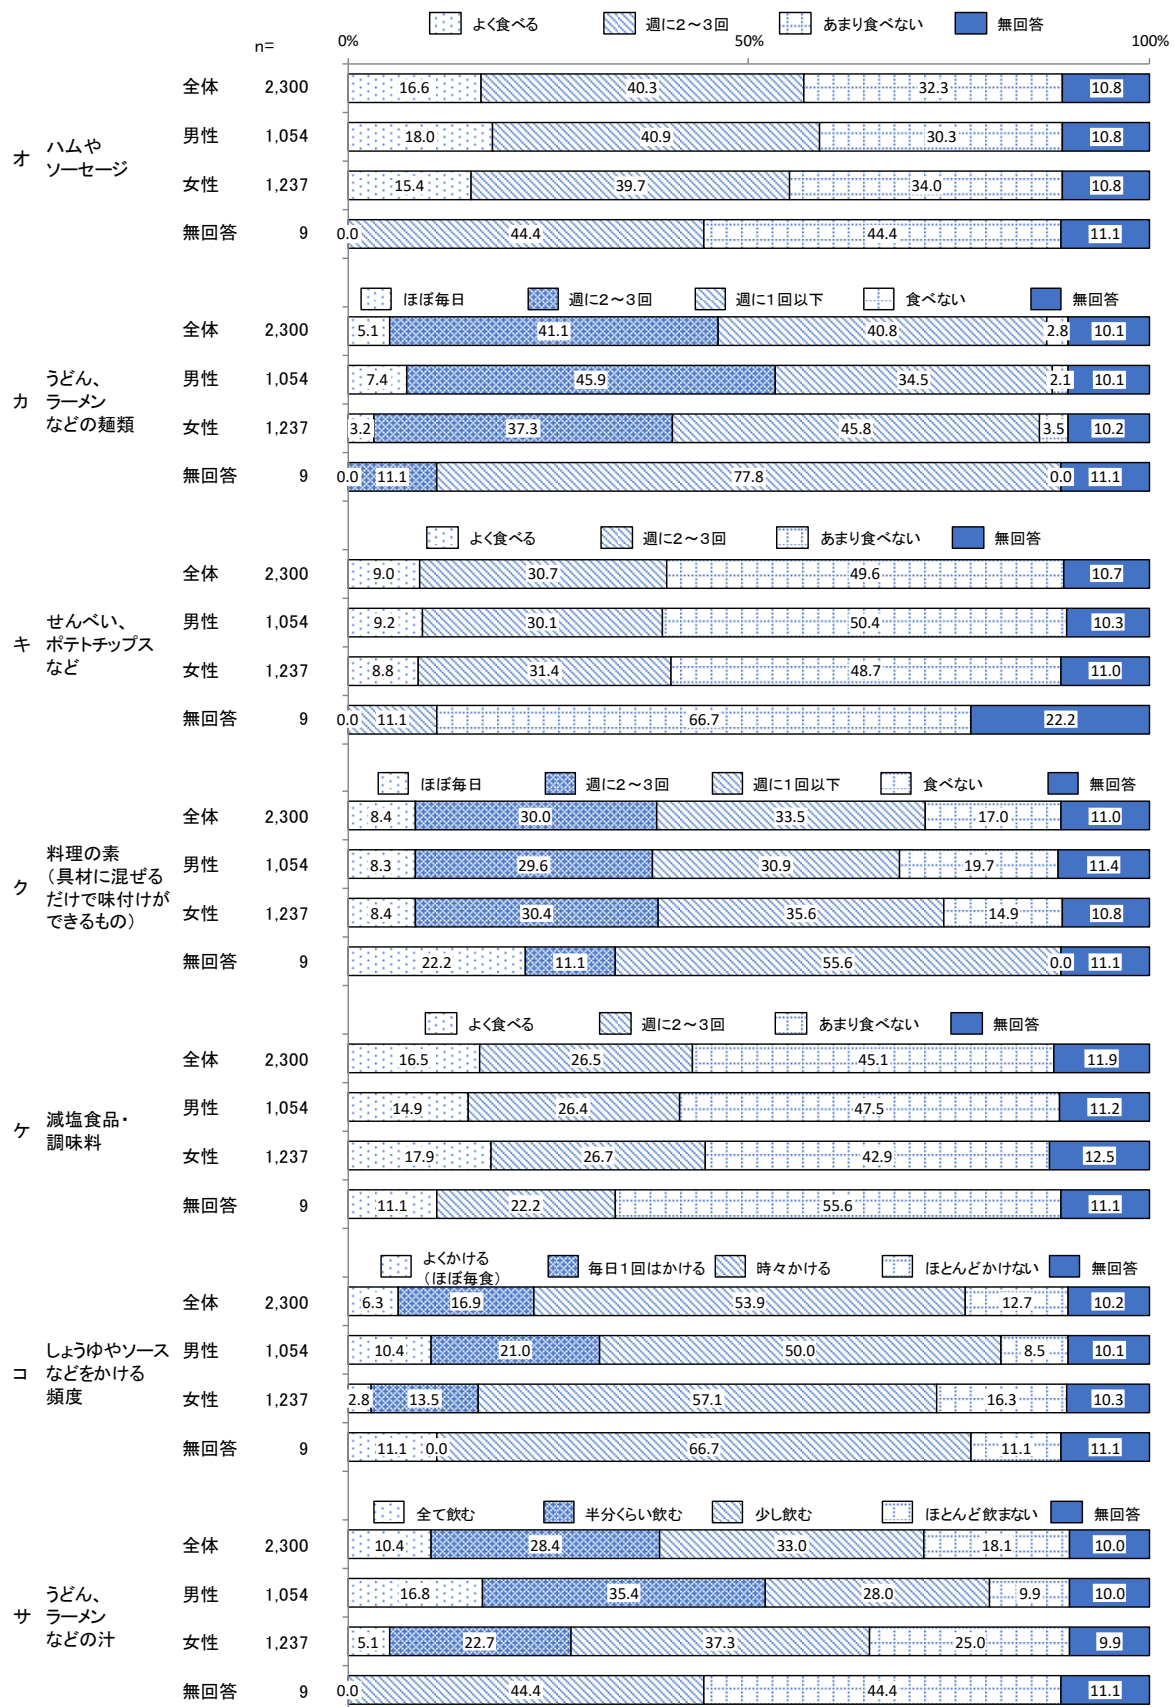 よく食べる 週に2～3回 あまり食べない 無回答
n= 0% 50% 100%
オ ハムや
ソーセージ
全体 2,300 16.6 40.3 32.3 10.8
男性 1,054 18.0 40.9 30.3 10.8
女性 1,237 15.4 39.7 34.0 10.8
無回答 9 0.0 44.4 44.4 11.1
ほぼ毎日 週に2～3回 週に1回以下 食べない 無回答
カ うどん、
ラーメン
などの麺類
全体 2,300 5.1 41.1 40.8 2.8 10.1
男性 1,054 7.4 45.9 34.5 2.1 10.1
女性 1,237 3.2 37.3 45.8 3.5 10.2
無回答 9 0.0 11.1 77.8 0.0 11.1
よく食べる 週に2～3回 あまり食べない 無回答
キ せんべい、
ポテトチップス
など
全体 2,300 9.0 30.7 49.6 10.7
男性 1,054 9.2 30.1 50.4 10.3
女性 1,237 8.8 31.4 48.7 11.0
無回答 9 0.0 11.1 66.7 22.2
ほぼ毎日 週に2～3回 週に1回以下 食べない 無回答
ク 料理の素
（具材に混ぜる
だけで味付けが
できるもの）
全体 2,300 8.4 30.0 33.5 17.0 11.0
男性 1,054 8.3 29.6 30.9 19.7 11.4
女性 1,237 8.4 30.4 35.6 14.9 10.8
無回答 9 22.2 11.1 55.6 0.0 11.1
よく食べる 週に2～3回 あまり食べない 無回答
ケ 減塩食品・
調味料
全体 2,300 16.5 26.5 45.1 11.9
男性 1,054 14.9 26.4 47.5 11.2
女性 1,237 17.9 26.7 42.9 12.5
無回答 9 11.1 22.2 55.6 11.1
よくかける
（ほぼ毎食） 毎日1回はかける 時々かける ほとんどかけない 無回答
コ しょうゆやソース
などをかける
頻度
全体 2,300 6.3 16.9 53.9 12.7 10.2
男性 1,054 10.4 21.0 50.0 8.5 10.1
女性 1,237 2.8 13.5 57.1 16.3 10.3
無回答 9 11.1 0.0 66.7 11.1 11.1
全て飲む 半分くらい飲む 少し飲む ほとんど飲まない 無回答
サ うどん、
ラーメン
などの汁
全体 2,300 10.4 28.4 33.0 18.1 10.0
男性 1,054 16.8 35.4 28.0 9.9 10.0
女性 1,237 5.1 22.7 37.3 25.0 9.9
無回答 9 0.0 44.4 44.4 11.1